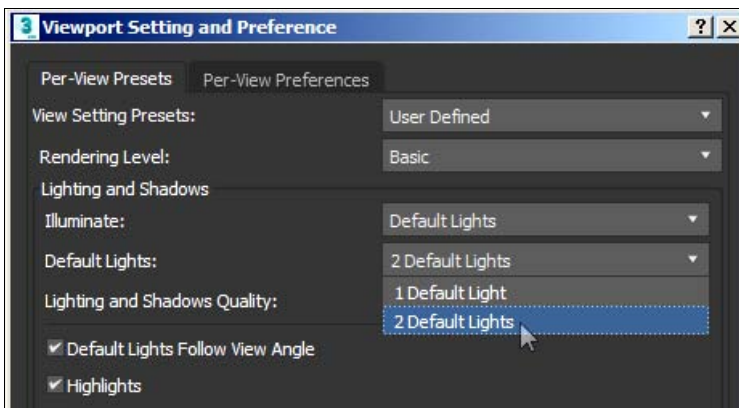 3 Viewport Setting and Preference ? X
Per-View Presets Per-View Preferences
View Setting Presets: User Defined
Rendering Level: Basic
Lighting and Shadows
Illuminate: Default Lights
Default Lights: 2 Default Lights
1 Default Light
Lighting and Shadows Quality:
2 Default Lights
Default Lights Follow View Angle
Highlights